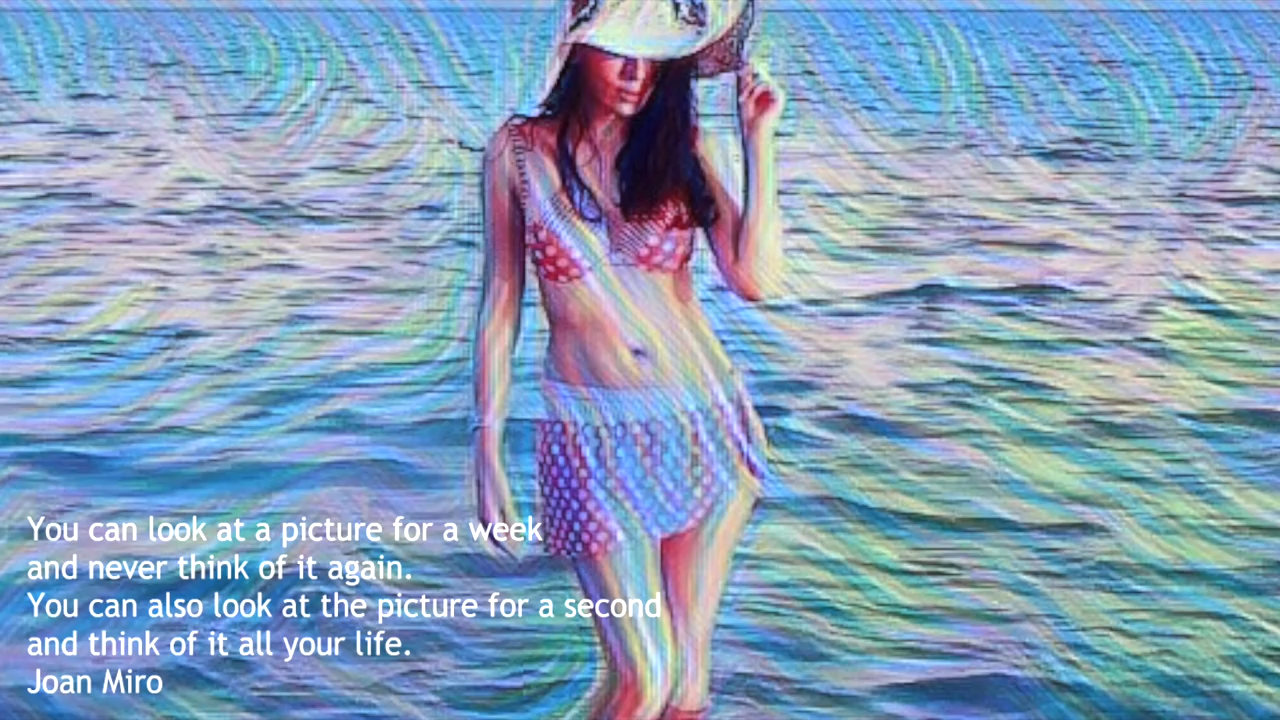 You can look at a picture for a week
and never think of it again.
You can also look at the picture for a second
and think of it all your life.
Joan Miro